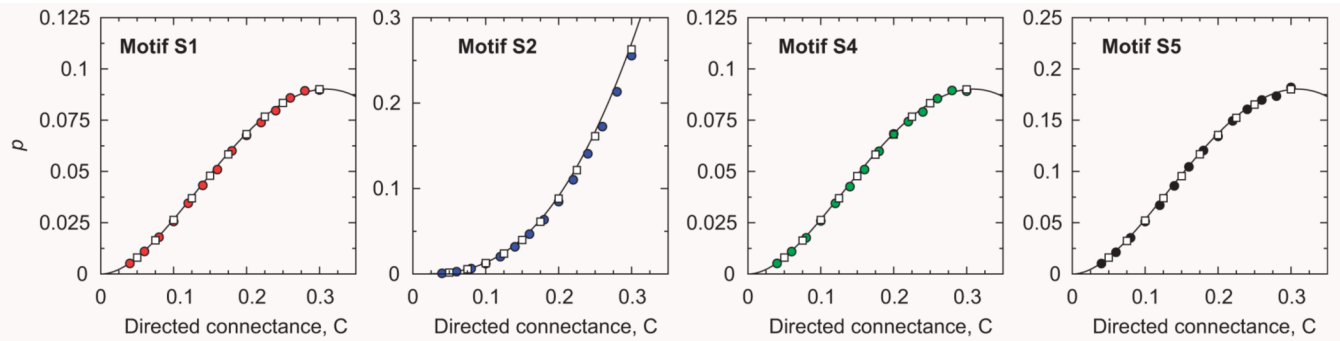 0.125 0.3 0.125 0.25
Motif S1 Motif S2 Motif S4 Motif S5
0.1 0.1 0.2
0.2
0.075 0.075 0.15
p
0.05 0.05 0.1
0.1
0.025 0.025 0.05
0 0 0 0
0 0.1 0.2 0.3 0 0.1 0.2 0.3 0 0.1 0.2 0.3 0 0.1 0.2 0.3
Directed connectance, C Directed connectance, C Directed connectance, C Directed connectance, C